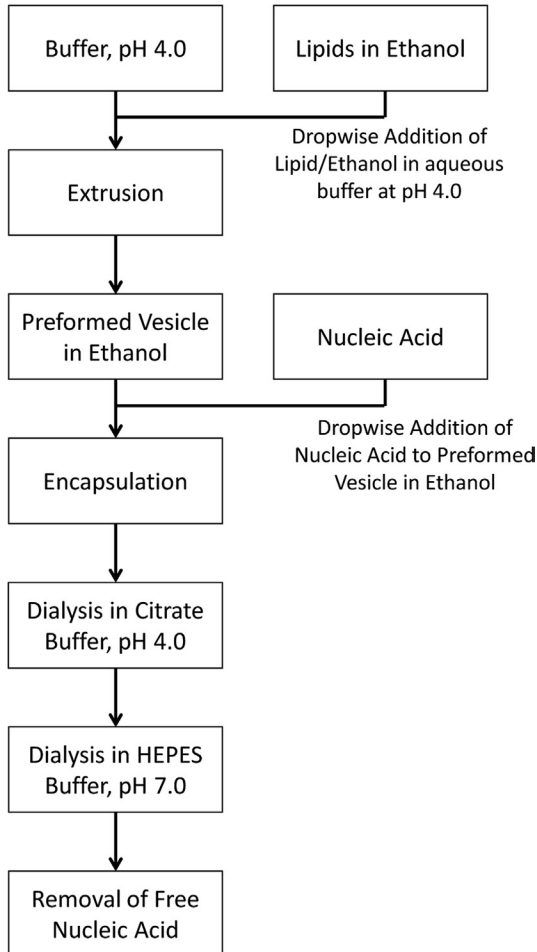 Buffer, pH 4.0
Lipids in Ethanol
Dropwise Addition of
Lipid/Ethanol in aqueous
buffer at pH 4.0
Extrusion
Preformed Vesicle
in Ethanol
Nucleic Acid
Dropwise Addition of
Nucleic Acid to Preformed
Vesicle in Ethanol
Encapsulation
Dialysis in Citrate
Buffer, pH 4.0
Dialysis in HEPES
Buffer, pH 7.0
Removal of Free
Nucleic Acid